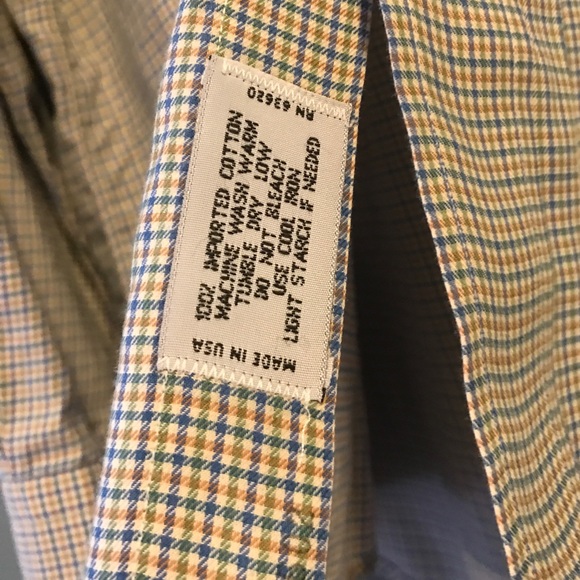 RN 63620
100% IMPORTED COTTON
MACHINE WASH WARM
TUMBLE DRY LOW
DO NOT BLEACH
USE COOL IRON
LIGHT STARCH IF NEEDED
MADE IN USA